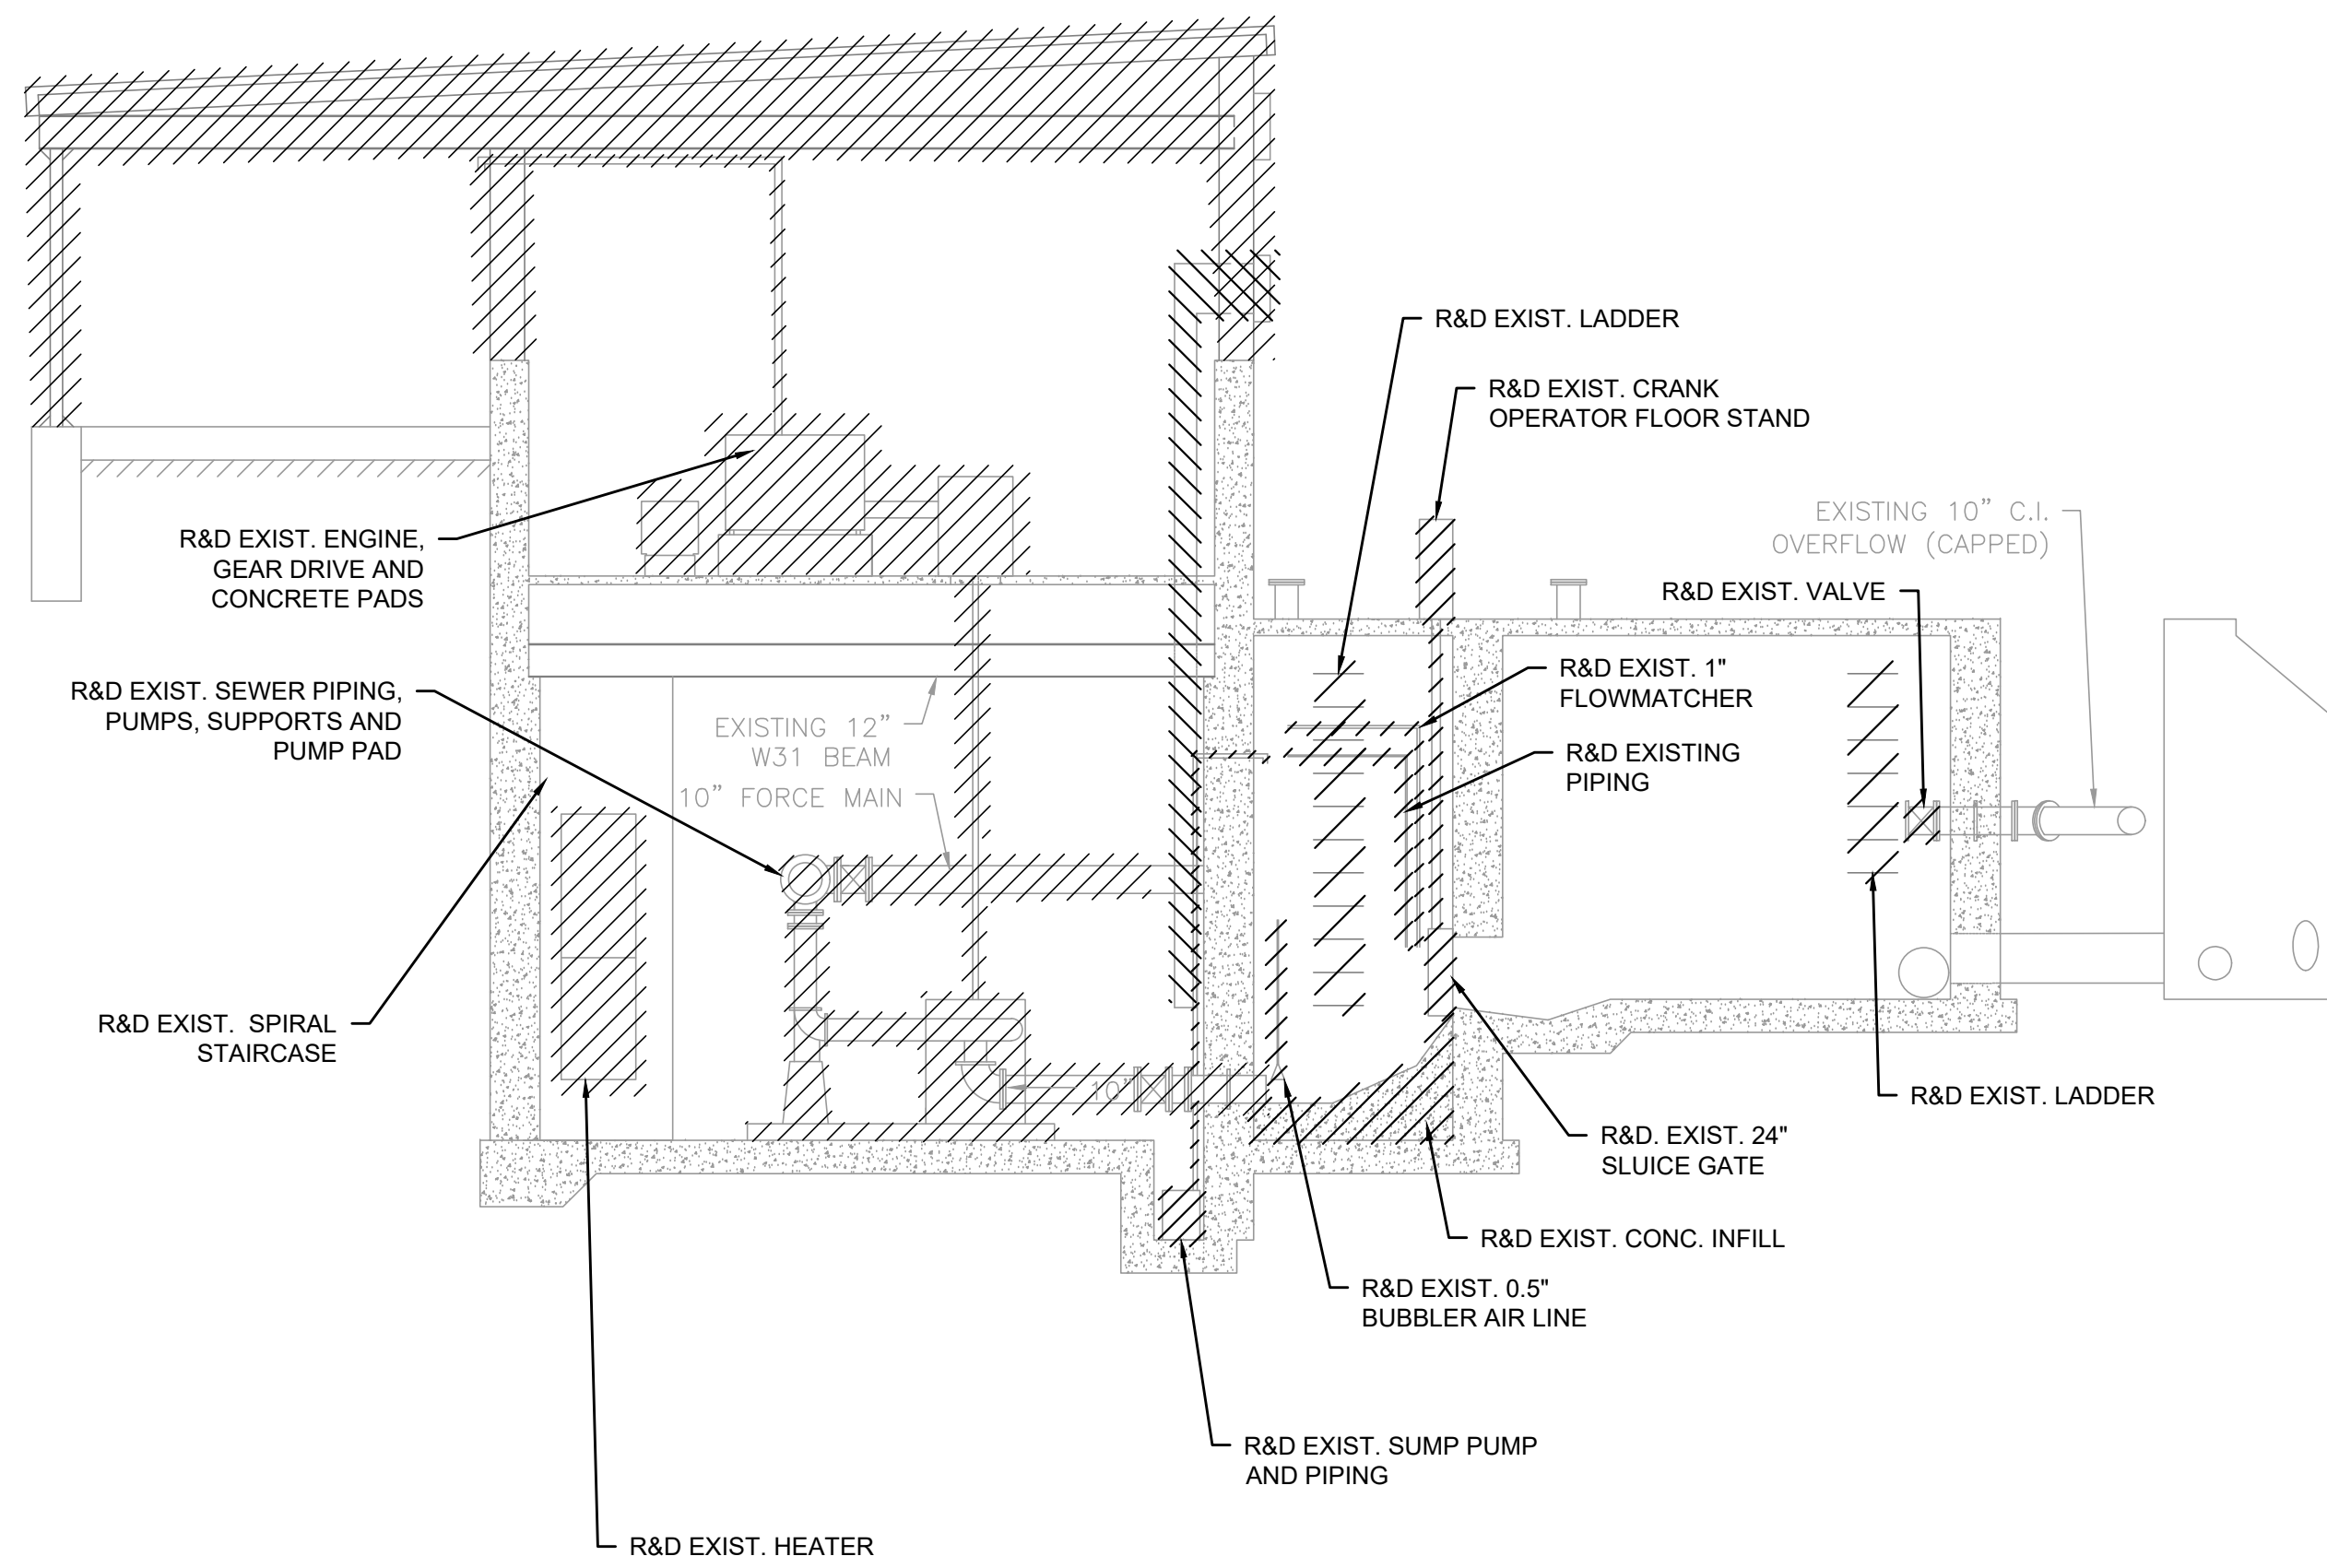 R&D EXIST. LADDER
R&D EXIST. CRANK
OPERATOR FLOOR STAND
EXISTING 10" C.I.
OVERFLOW (CAPPED)
R&D EXIST. ENGINE,
GEAR DRIVE AND
CONCRETE PADS
R&D EXIST. VALVE
R&D EXIST. 1"
FLOWMATCHER
R&D EXIST. SEWER PIPING,
PUMPS, SUPPORTS AND
PUMP PAD
EXISTING 12"
W31 BEAM
R&D EXISTING
PIPING
10" FORCE MAIN
R&D EXIST.  SPIRAL
STAIRCASE
10"
R&D EXIST. LADDER
R&D. EXIST. 24"
SLUICE GATE
R&D EXIST. CONC. INFILL
R&D EXIST. 0.5"
BUBBLER AIR LINE
R&D EXIST. SUMP PUMP
AND PIPING
R&D EXIST. HEATER